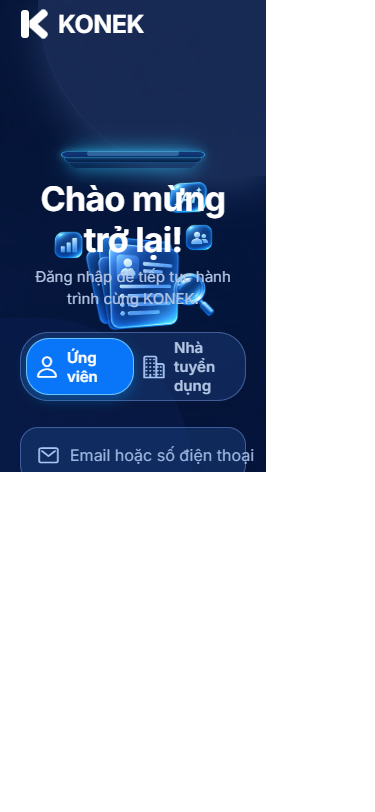 KONEK
Chào mừng
trở lại!
Đăng nhập để tiếp tục hành
trình cùng KONEK.
Ứng
viên
Nhà
tuyển
dụng
Email hoặc số điện thoại